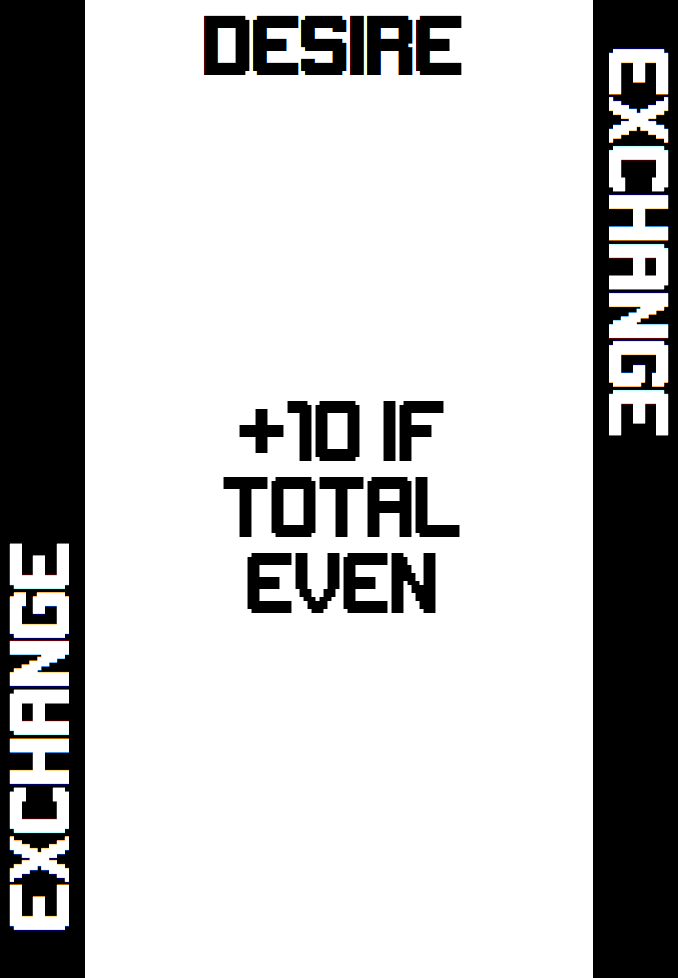 DESIRE
EXCHANGE
+10 IF
TOTAL
EVEN
EXCHANGE